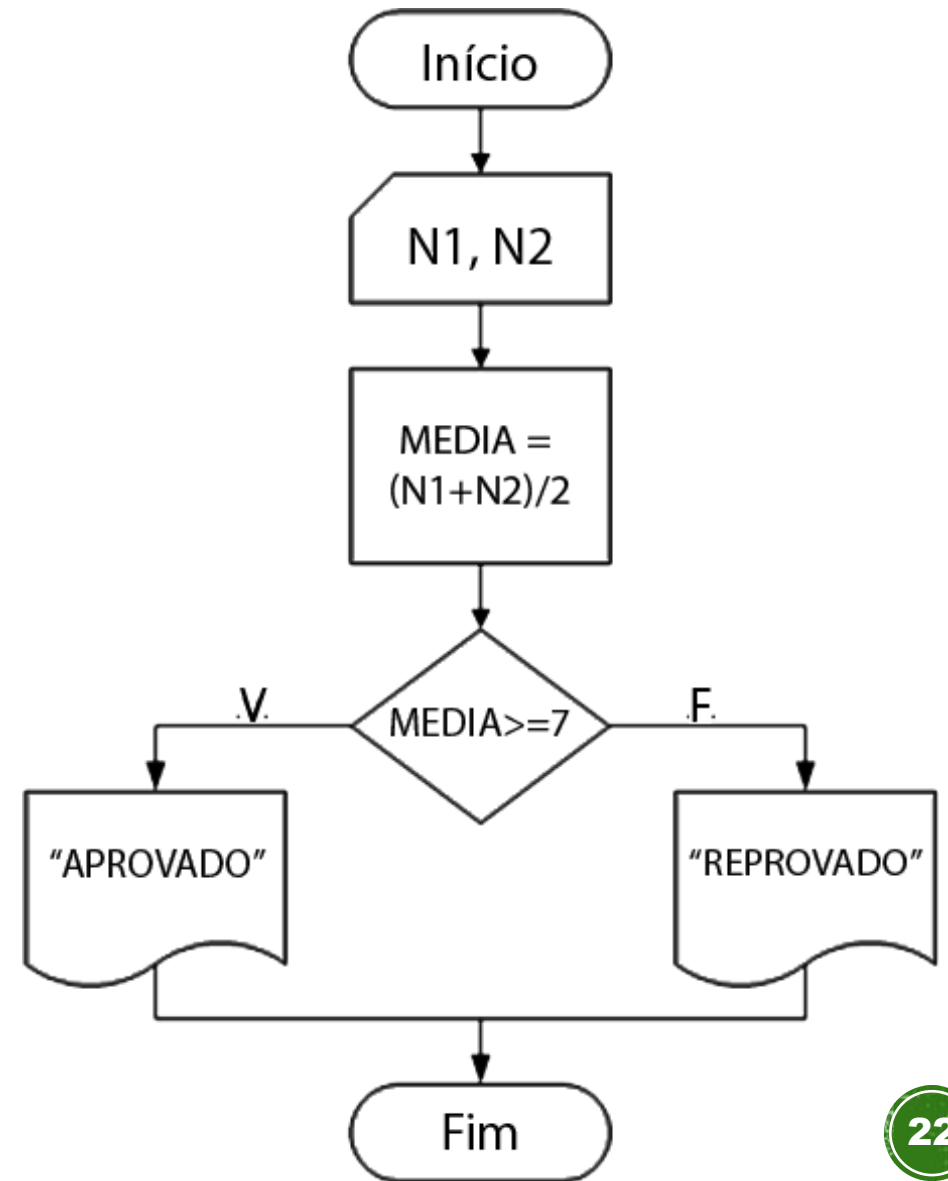 Início
N1, N2
MEDIA =
(N1+N2)/2
MEDIA>=7
.V.
.F.
“APROVADO”
“REPROVADO”
Fim
22